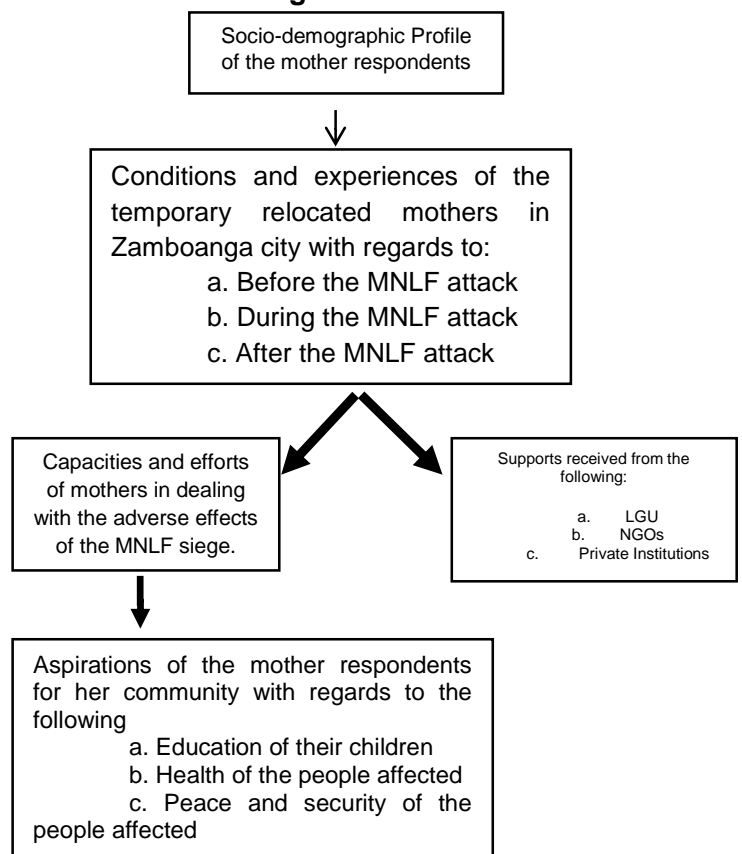 Socio-demographic Profile
of the mother respondents
Conditions and experiences of the
temporary relocated mothers in
Zamboanga city with regards to:
a. Before the MNLF attack
b. During the MNLF attack
c. After the MNLF attack
Capacities and efforts
of mothers in dealing
with the adverse effects
of the MNLF siege.
Supports received from the
following:
a. LGU
b. NGOs
c. Private Institutions
Aspirations of the mother respondents
for her community with regards to the
following
a. Education of their children
b. Health of the people affected
c. Peace and security of the
people affected